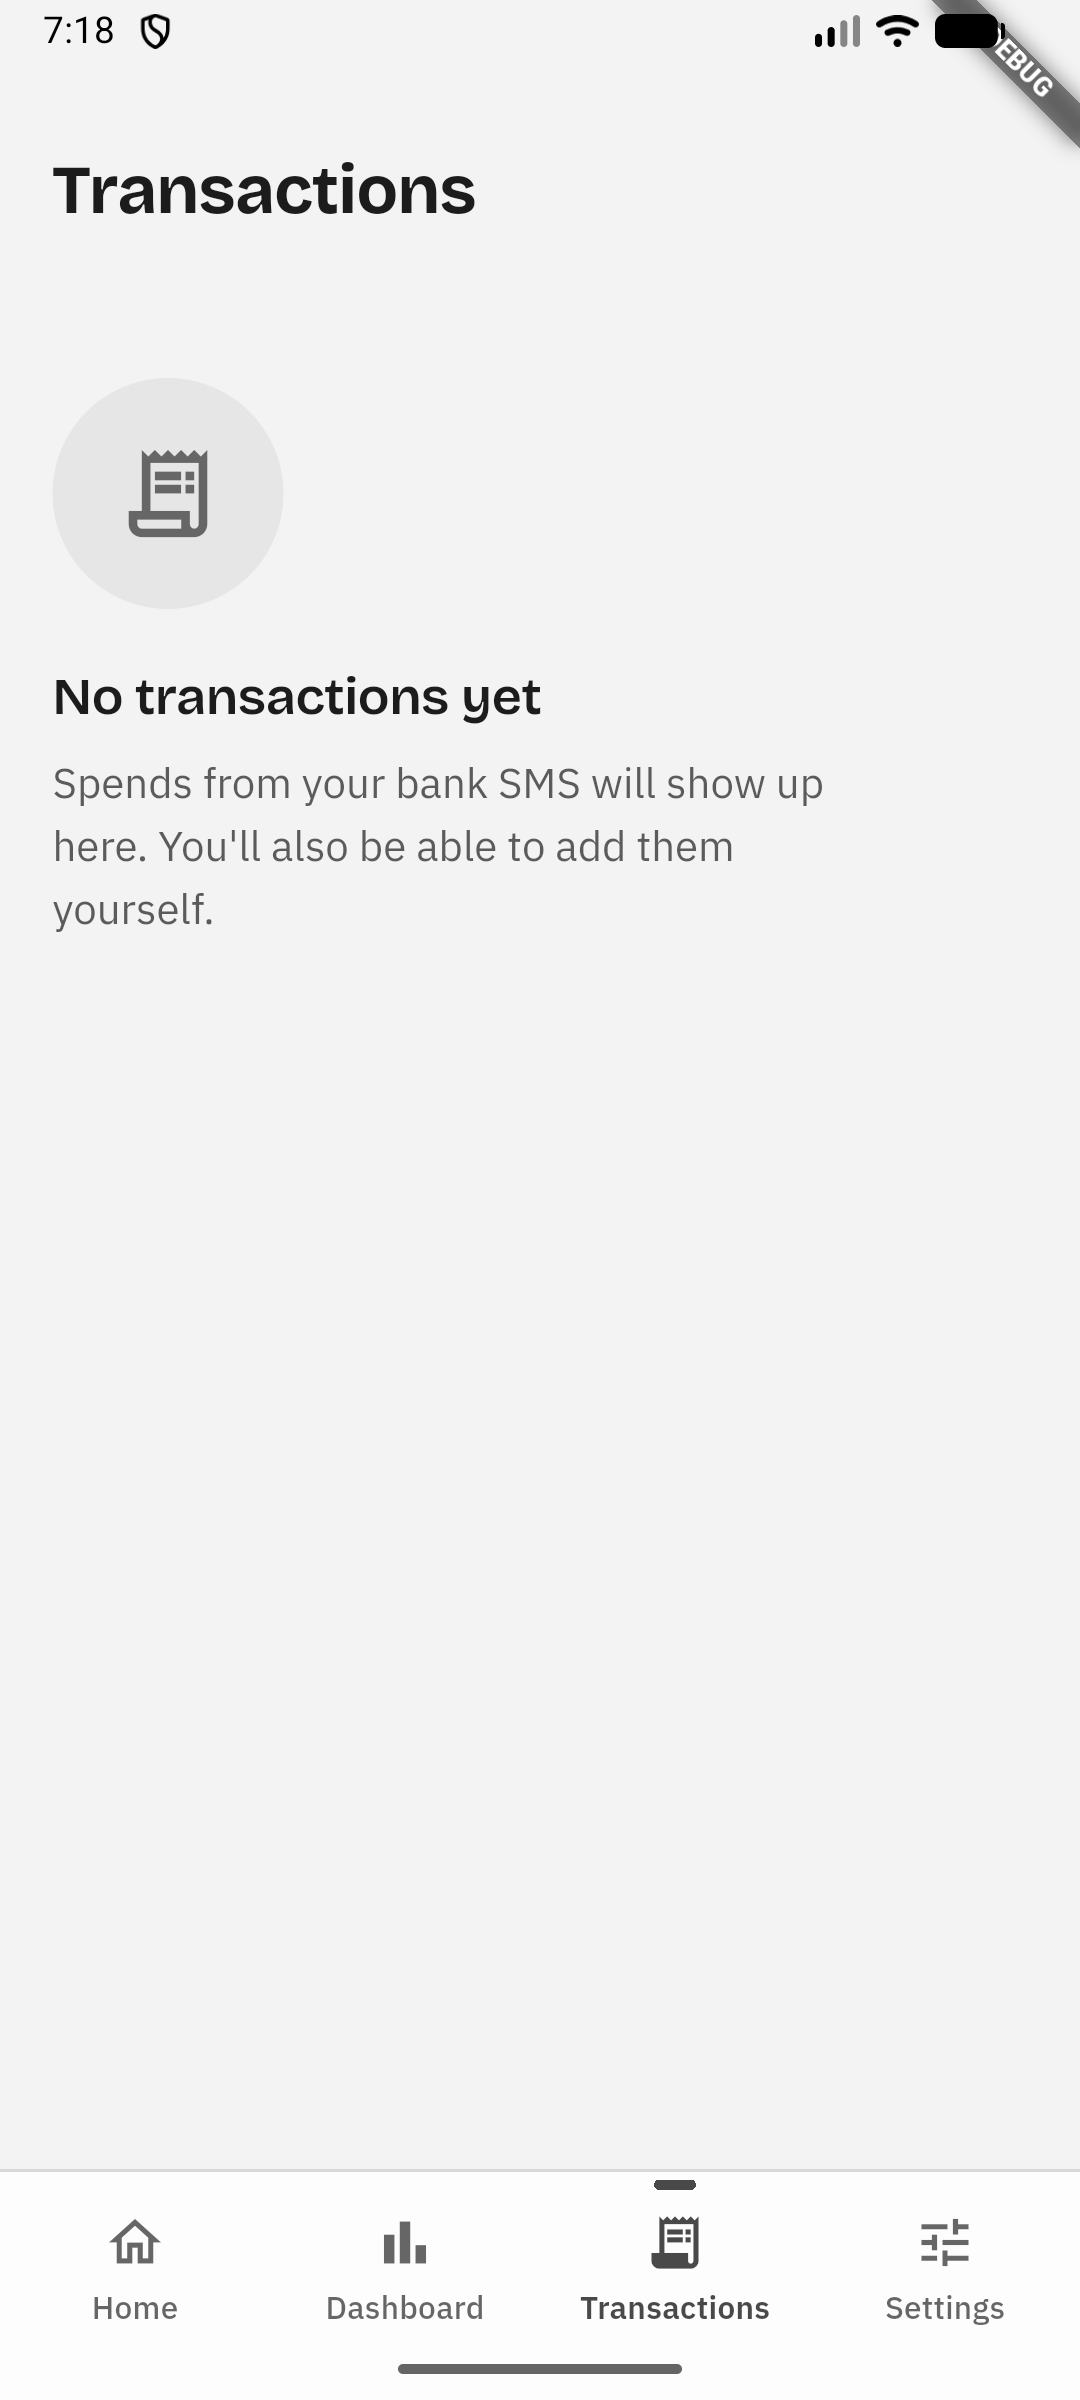 7:18
EBUG
Transactions
No transactions yet
Spends from your bank SMS will show up
here. You'll also be able to add them
yourself.
Home
Dashboard
Transactions
Settings